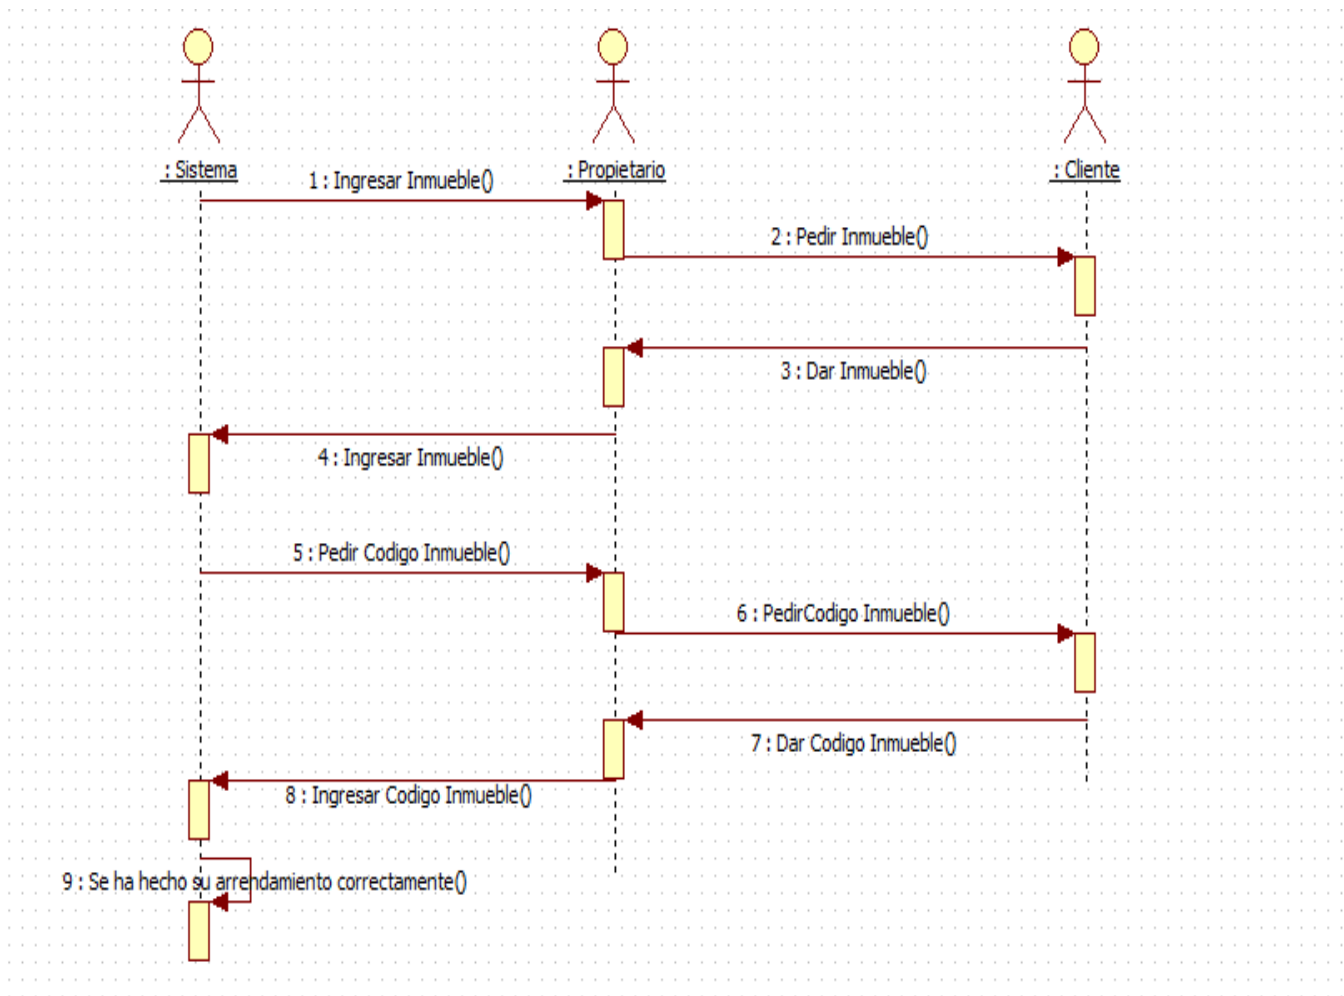 : Sistema
: Propietario
: Cliente
1 : Ingresar Inmueble()
2 : Pedir Inmueble()
3 : Dar Inmueble()
4 : Ingresar Inmueble()
5 : Pedir Codigo Inmueble()
6 : PedirCodigo Inmueble()
7 : Dar Codigo Inmueble()
8 : Ingresar Codigo Inmueble()
9 : Se ha hecho su arrendamiento correctamente()